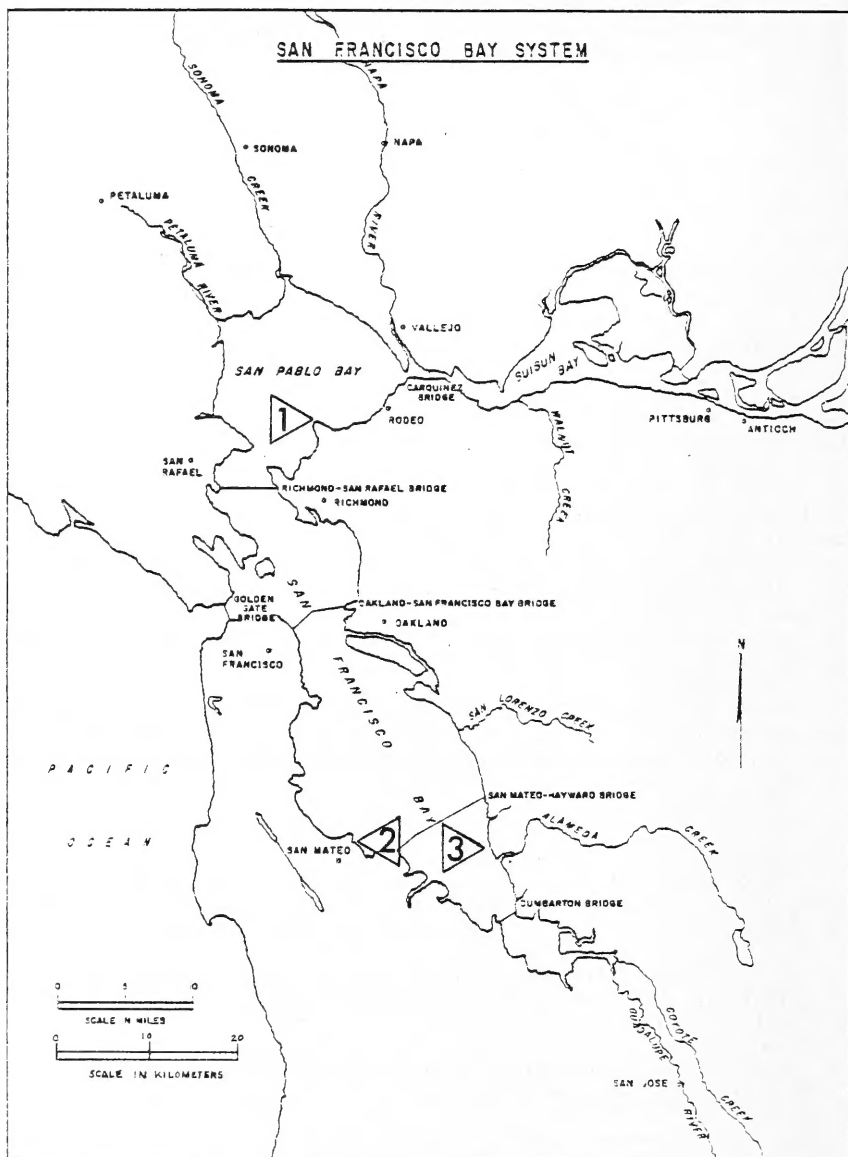 SAN FRANCISCO BAY SYSTEM
SONOMA
CREEK
NAPA
RIVER
SONOMA
NAPA
PETALUMA
PETALUMA
RIVER
VALLEJO
SAN PABLO BAY
SUISUN
BAY
CARQUINEZ
BRIDGE
RODEO
PITTSBURG
ANTIOCH
WALNUT
CREEK
1
SAN
RAFAEL
RICHMOND-SAN RAFAEL BRIDGE
RICHMOND
GOLDEN
GATE
BRIDGE
SAN
FRANCISCO
BAY
OAKLAND-SAN FRANCISCO BAY BRIDGE
OAKLAND
SAN
FRANCISCO
N
SAN LORENZO CREEK
PACIFIC
OCEAN
SAN MATEO-HAYWARD BRIDGE
ALAMEDA
CREEK
SAN MATEO
2
3
DUMBARTON BRIDGE
0 5 10
SCALE IN MILES
0 10 20
SCALE IN KILOMETERS
COYOTE
CREEK
GUADALUPE
RIVER
SAN JOSE